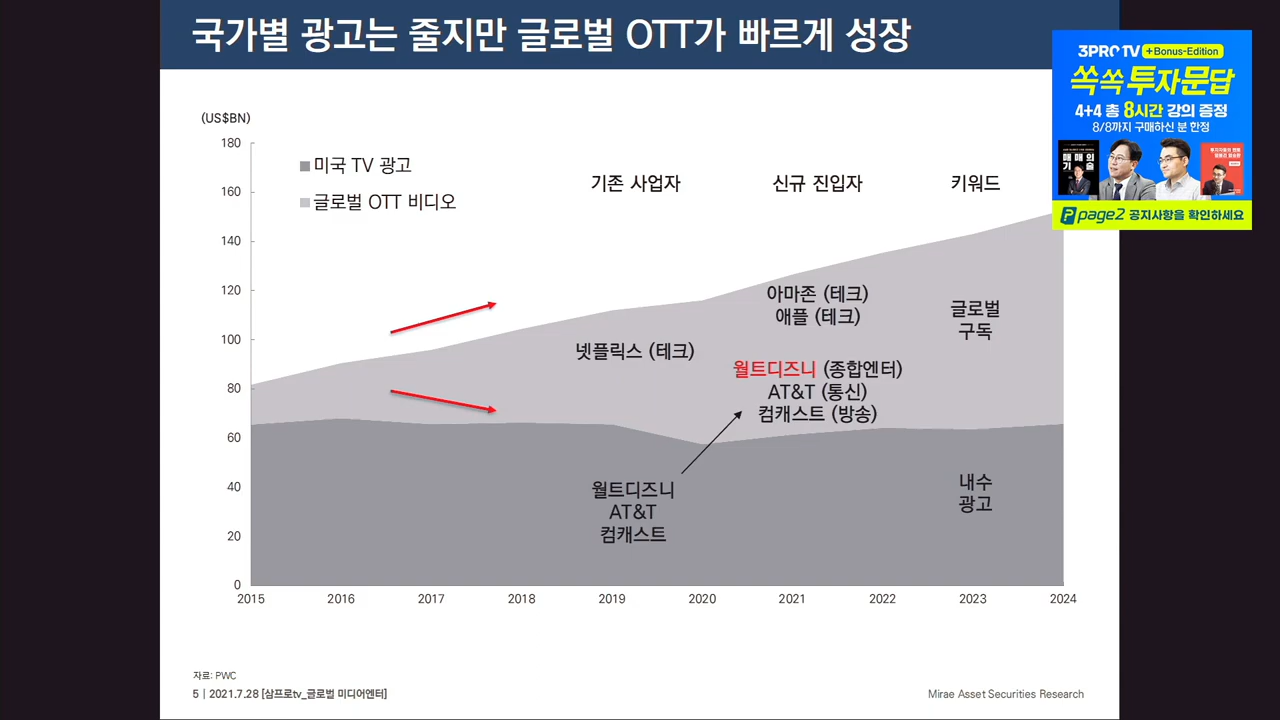 국가별 광고는 줄지만 글로벌 OTT가 빠르게 성장
3PROTV +Bonus-Edition
쏙쏙 투자문답
4+4 총 8시간 강의 증정
8/8까지 구매하신 분 한정
매매의
기술
page2 공지사항을 확인하세요
(US$BN)
180
160
140
120
100
80
60
40
20
0
미국 TV 광고
글로벌 OTT 비디오
기존 사업자
신규 진입자
키워드
아마존 (테크)
애플 (테크)
넷플릭스 (테크)
글로벌
구독
월트디즈니 (종합엔터)
AT&T (통신)
컴캐스트 (방송)
월트디즈니
AT&T
컴캐스트
내수
광고
2015 2016 2017 2018 2019 2020 2021 2022 2023 2024
자료: PWC
5 | 2021.7.28 [삼프로tv_글로벌 미디어엔터]
Mirae Asset Securities Research